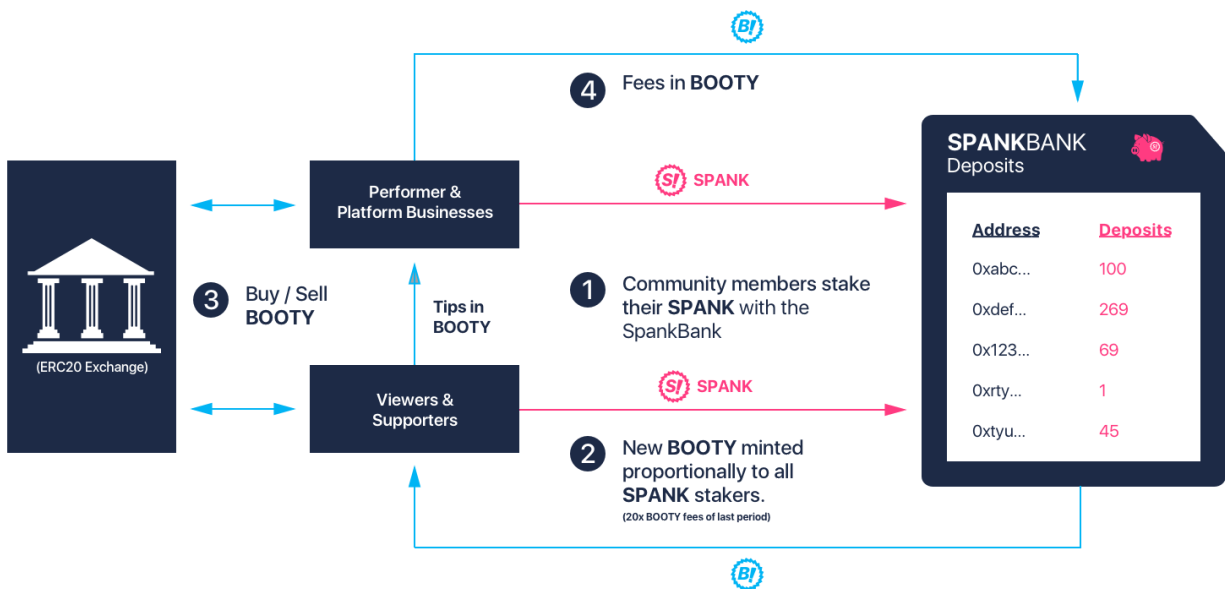 B!
4 Fees in BOOTY
SPANKBANK
Deposits
Performer &
Platform Businesses
S! SPANK
Address Deposits
0xabc... 100
0xdef... 269
0x123... 69
0xrty... 1
0xtyu... 45
(ERC20 Exchange)
3 Buy / Sell
BOOTY
Tips in
BOOTY
1 Community members stake
their SPANK with the
SpankBank
Viewers &
Supporters
S! SPANK
2 New BOOTY minted
proportionally to all
SPANK stakers.
(20x BOOTY fees of last period)
B!